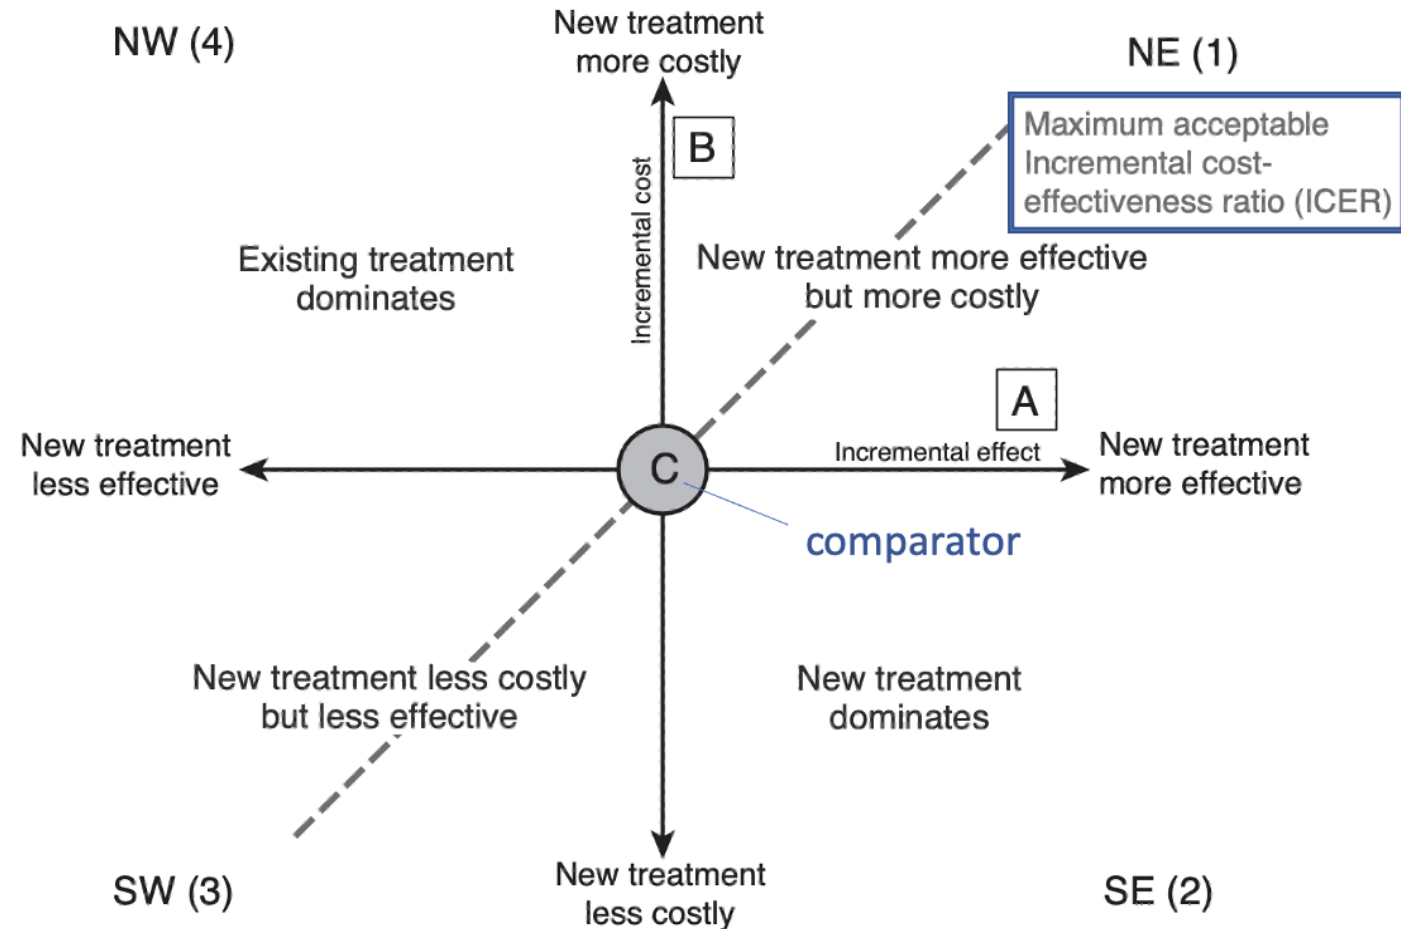 NW (4)
New treatment
more costly
NE (1)
Maximum acceptable
Incremental cost-
effectiveness ratio (ICER)
B
Incremental cost
Existing treatment
dominates
New treatment more effective
but more costly
A
New treatment
less effective
C
Incremental effect
New treatment
more effective
comparator
New treatment less costly
but less effective
New treatment
dominates
SW (3)
New treatment
less costly
SE (2)